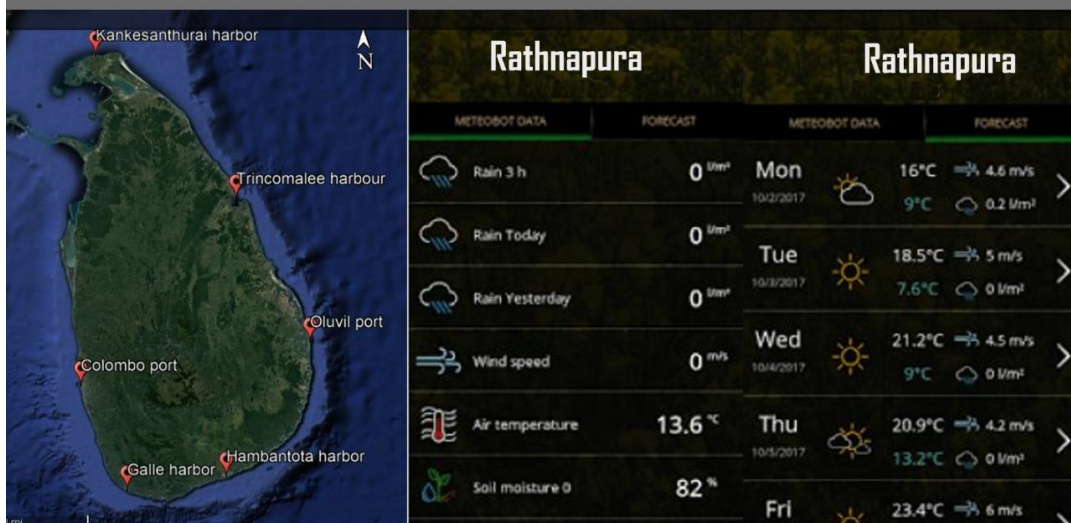 Kankesanthurai harbor
N
Trincomalee harbour
Oluvil port
Colombo port
Hambantota harbor
Galle harbor
Rathnapura
METEOBOT DATA FORECAST
Rain 3 h 0 l/m²
Rain Today 0 l/m²
Rain Yesterday 0 l/m²
Wind speed 0 m/s
Air temperature 13.6 °C
Soil moisture 0 82 %
Rathnapura
METEOBOT DATA FORECAST
Mon 16°C 4.6 m/s
10/2/2017 9°C 0.2 l/m²
Tue 18.5°C 5 m/s
10/3/2017 7.6°C 0 l/m²
Wed 21.2°C 4.5 m/s
10/4/2017 9°C 0 l/m²
Thu 20.9°C 4.2 m/s
10/5/2017 13.2°C 0 l/m²
Fri 23.4°C 6 m/s